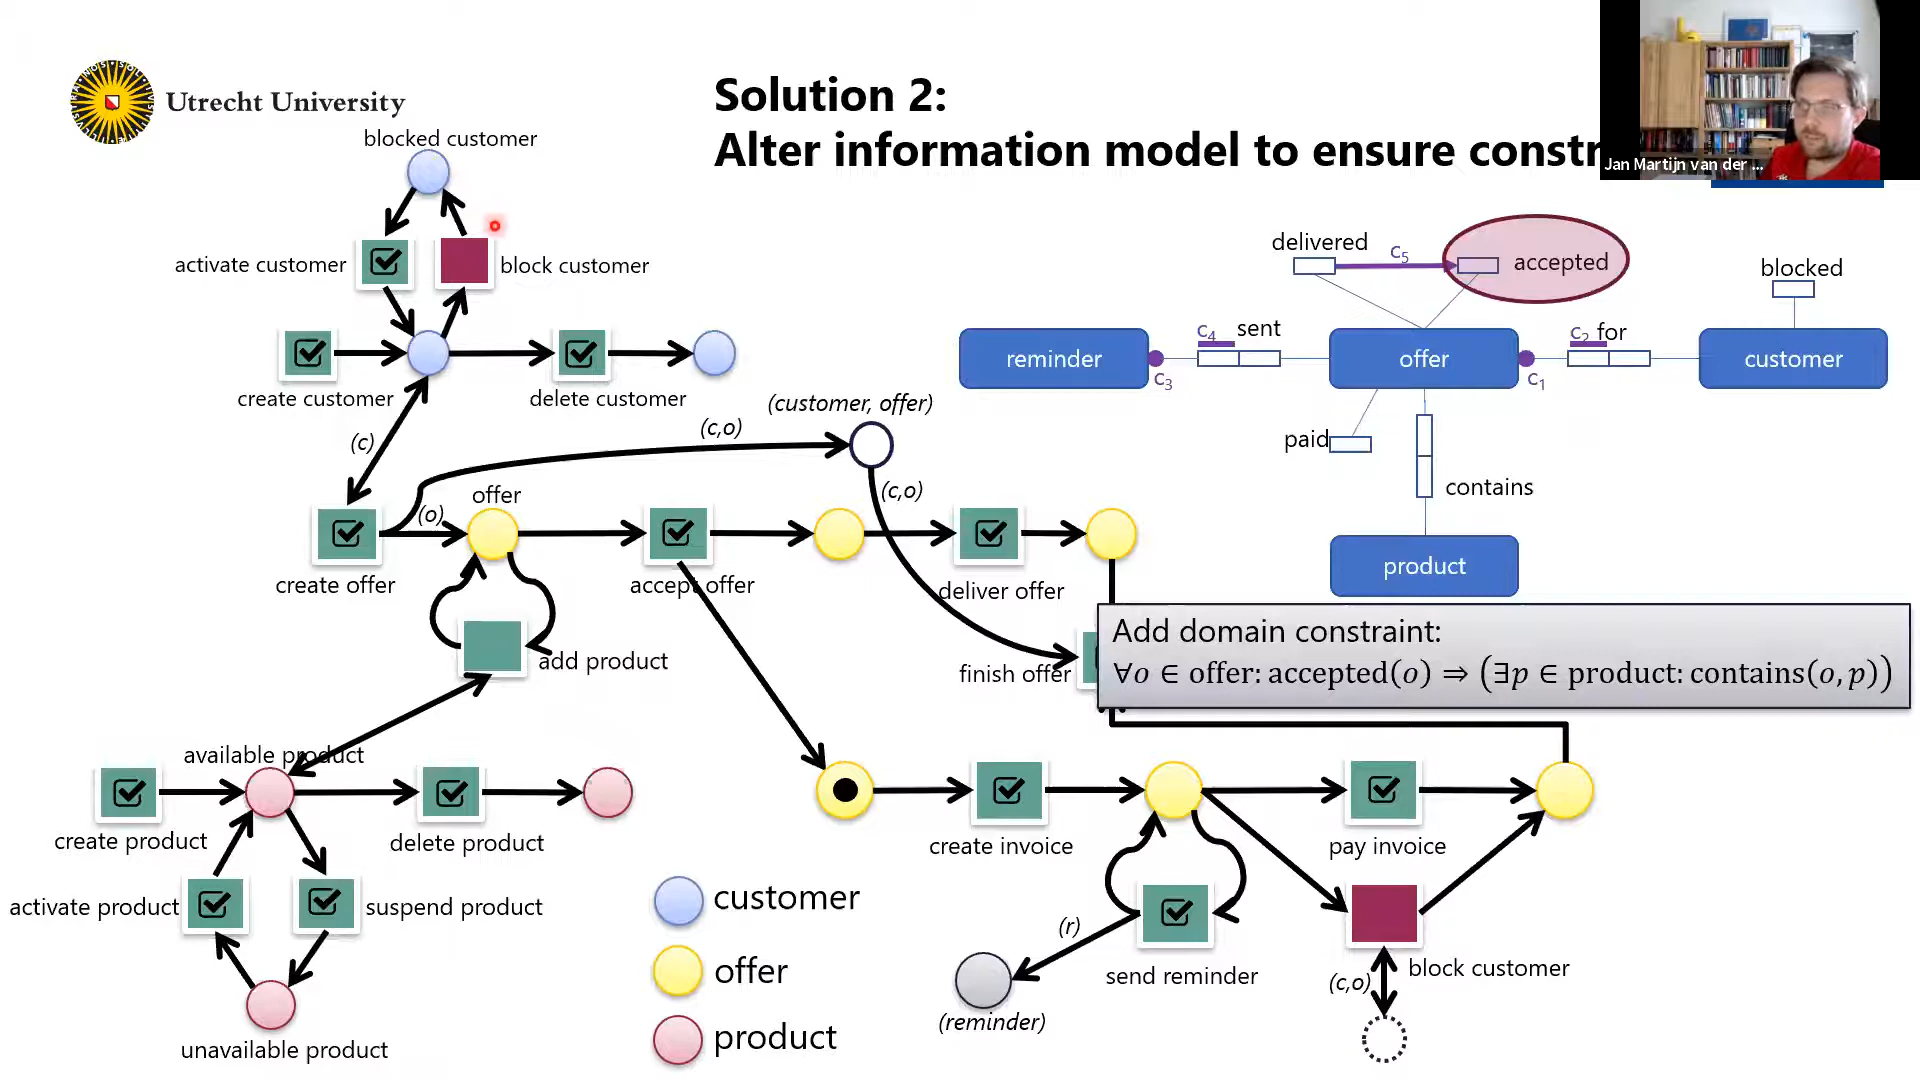 Utrecht University
Solution 2:
Alter information model to ensure constr
Jan Martijn van der ...
blocked customer
activate customer
block customer
create customer
delete customer
(customer, offer)
(c)
(c,o)
(c,o)
offer
(o)
create offer
accept offer
deliver offer
add product
finish offer
available product
create product
delete product
activate product
suspend product
unavailable product
create invoice
pay invoice
send reminder
block customer
(r)
(reminder)
(c,o)
customer
offer
product
delivered
c5
accepted
blocked
c4 sent
c2 for
reminder
offer
customer
c3
c1
paid
contains
product
Add domain constraint:
∀o ∈ offer: accepted(o) ⇒ (∃p ∈ product: contains(o, p))